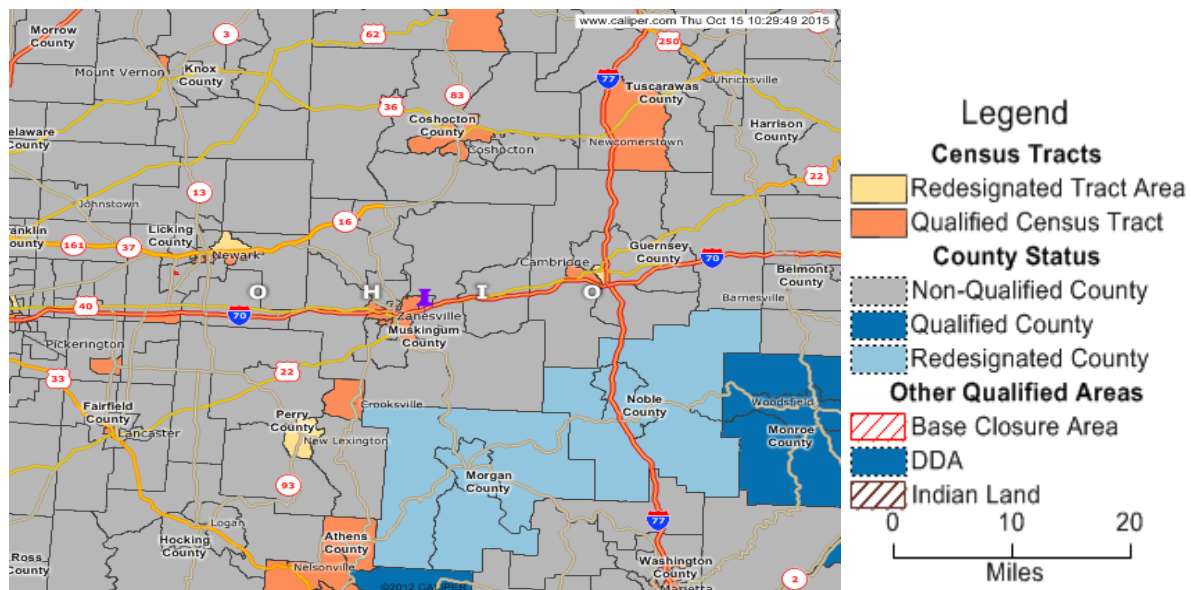 www.caliper.com Thu Oct 15 10:29:49 2015
Morrow
County
3
62
250
Mount Vernon
Knox
County
77
Uhrichsville
Tuscarawas
County
36
83
Coshocton
County
Coshocton
Newcomerstown
Harrison
County
elaware
County
22
13
Johnstown
16
Licking
County
ranklin
County
161
37
Newark
Guernsey
County
Cambridge
70
Belmont
County
O H I I O
40
70
Zanesville
Muskingum
County
Barnesville
Pickerington
22
33
Fairfield
County
Lancaster
Perry
County
Crooksville
New Lexington
Noble
County
Woodsfield
Monroe
County
Morgan
County
93
77
Logan
Hocking
County
Athens
County
Nelsonville
Ross
County
Washington
County
Marietta
2
©2012 CALIPER
Legend
Census Tracts
Redesignated Tract Area
Qualified Census Tract
County Status
Non-Qualified County
Qualified County
Redesignated County
Other Qualified Areas
Base Closure Area
DDA
Indian Land
0 10 20
Miles